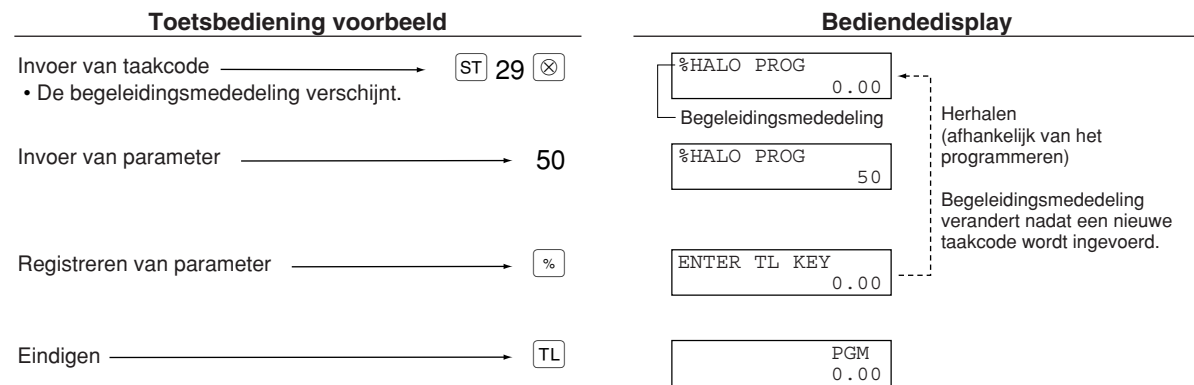 Toetsbediening voorbeeld
Bediendedisplay
Invoer van taakcode
ST 29 ⊗
• De begeleidingsmededeling verschijnt.
%HALO PROG
0.00
Begeleidingsmededeling
Herhalen
(afhankelijk van het
programmeren)
Begeleidingsmededeling
verandert nadat een nieuwe
taakcode wordt ingevoerd.
Invoer van parameter
50
%HALO PROG
50
Registreren van parameter
%
ENTER TL KEY
0.00
Eindigen
TL
PGM
0.00